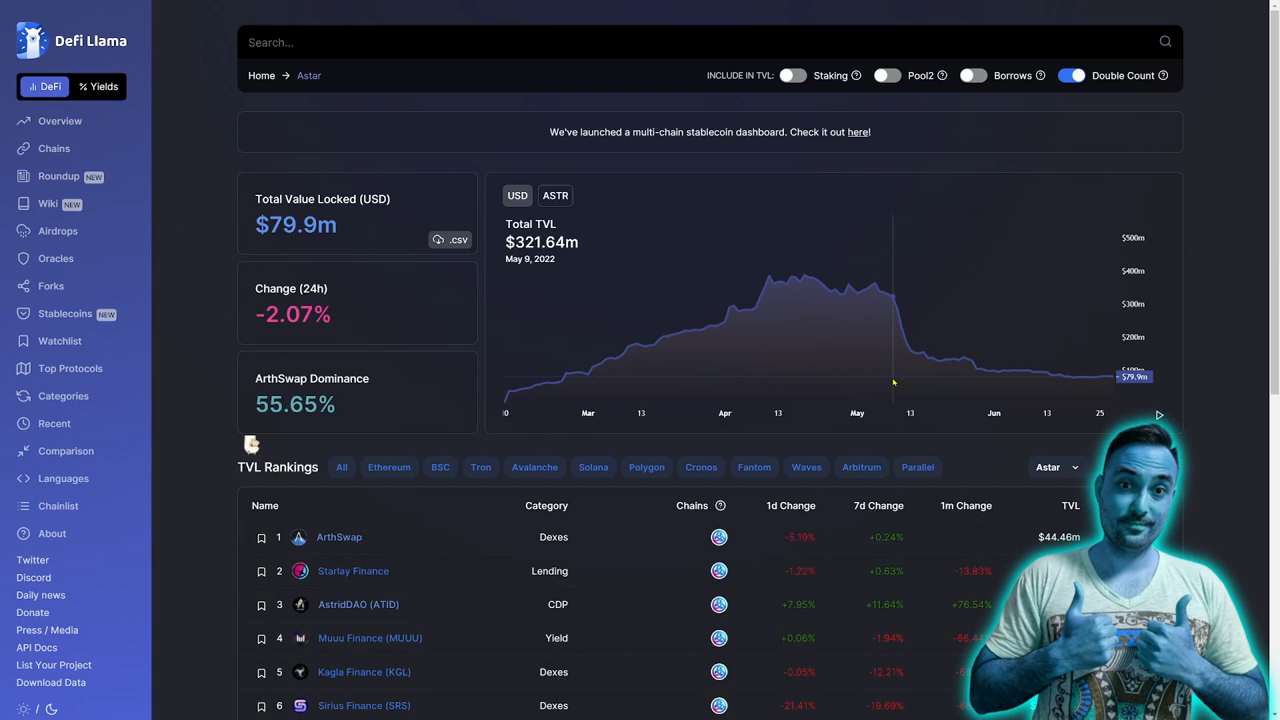 Defi Llama
DeFi
Yields
Overview
Chains
Roundup NEW
Wiki NEW
Airdrops
Oracles
Forks
Stablecoins NEW
Watchlist
Top Protocols
Categories
Recent
Comparison
Languages
Chainlist
About
Twitter
Discord
Daily news
Donate
Press / Media
API Docs
List Your Project
Download Data
/
Search...
Home → Astar
INCLUDE IN TVL: Staking Pool2 Borrows Double Count
We've launched a multi-chain stablecoin dashboard. Check it out here!
Total Value Locked (USD)
$79.9m
.csv
Change (24h)
-2.07%
ArthSwap Dominance
55.65%
USD ASTR
Total TVL
$321.64m
May 9, 2022
$500m
$400m
$300m
$200m
$79.9m
Mar 13 Apr 13 May 13 Jun 13 25
TVL Rankings All Ethereum BSC Tron Avalanche Solana Polygon Cronos Fantom Waves Arbitrum Parallel Astar
Name Category Chains 1d Change 7d Change 1m Change TVL
1 ArthSwap Dexes -5.19% +0.24% $44.46m
2 Starlay Finance Lending -1.22% +0.63% -13.83%
3 AstridDAO (ATID) CDP +7.95% +11.64% +76.54%
4 Muuu Finance (MUUU) Yield +0.06% -1.94% -66.44
5 Kagla Finance (KGL) Dexes -0.05% -12.21%
6 Sirius Finance (SRS) Dexes -21.41% -19.69%